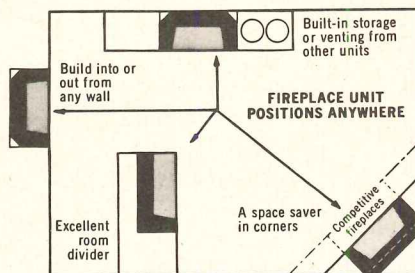 Built-in storage
or venting from
other units
Build into or
out from
any wall
FIREPLACE UNIT
POSITIONS ANYWHERE
Excellent
room
divider
A space saver
in corners
Competitive
fireplaces